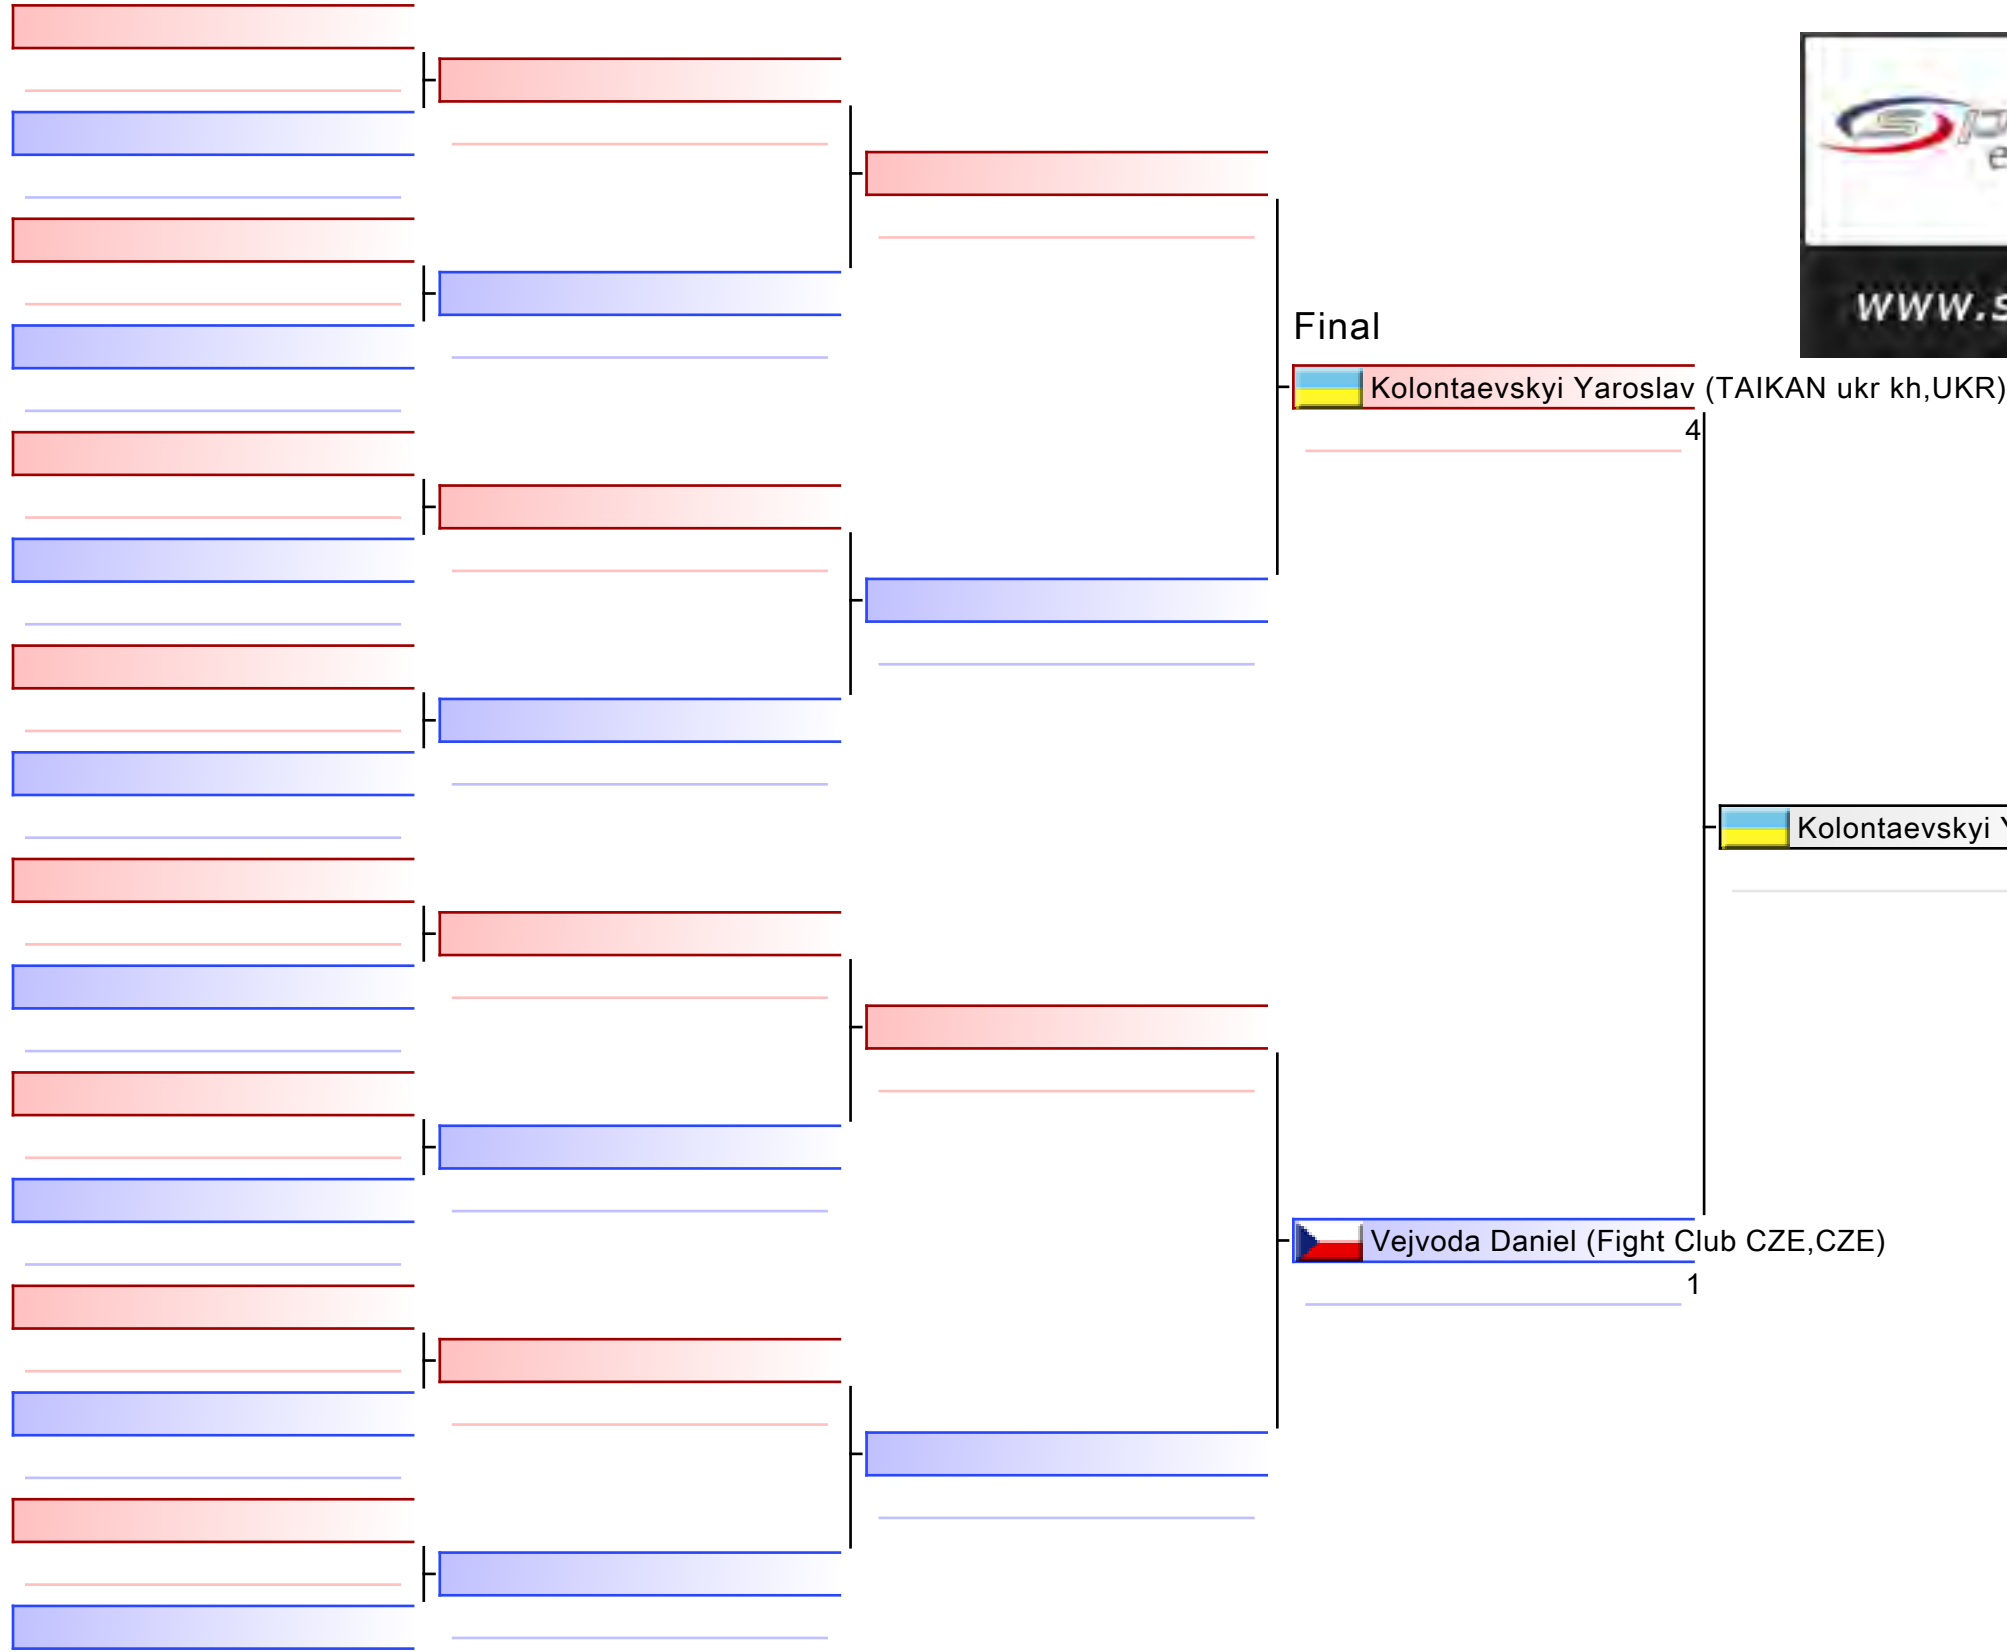 Final
Kolontaevskyi Yaroslav (TAIKAN ukr kh,UKR)
4
Kolontaevskyi
Vejvoda Daniel (Fight Club CZE,CZE)
1